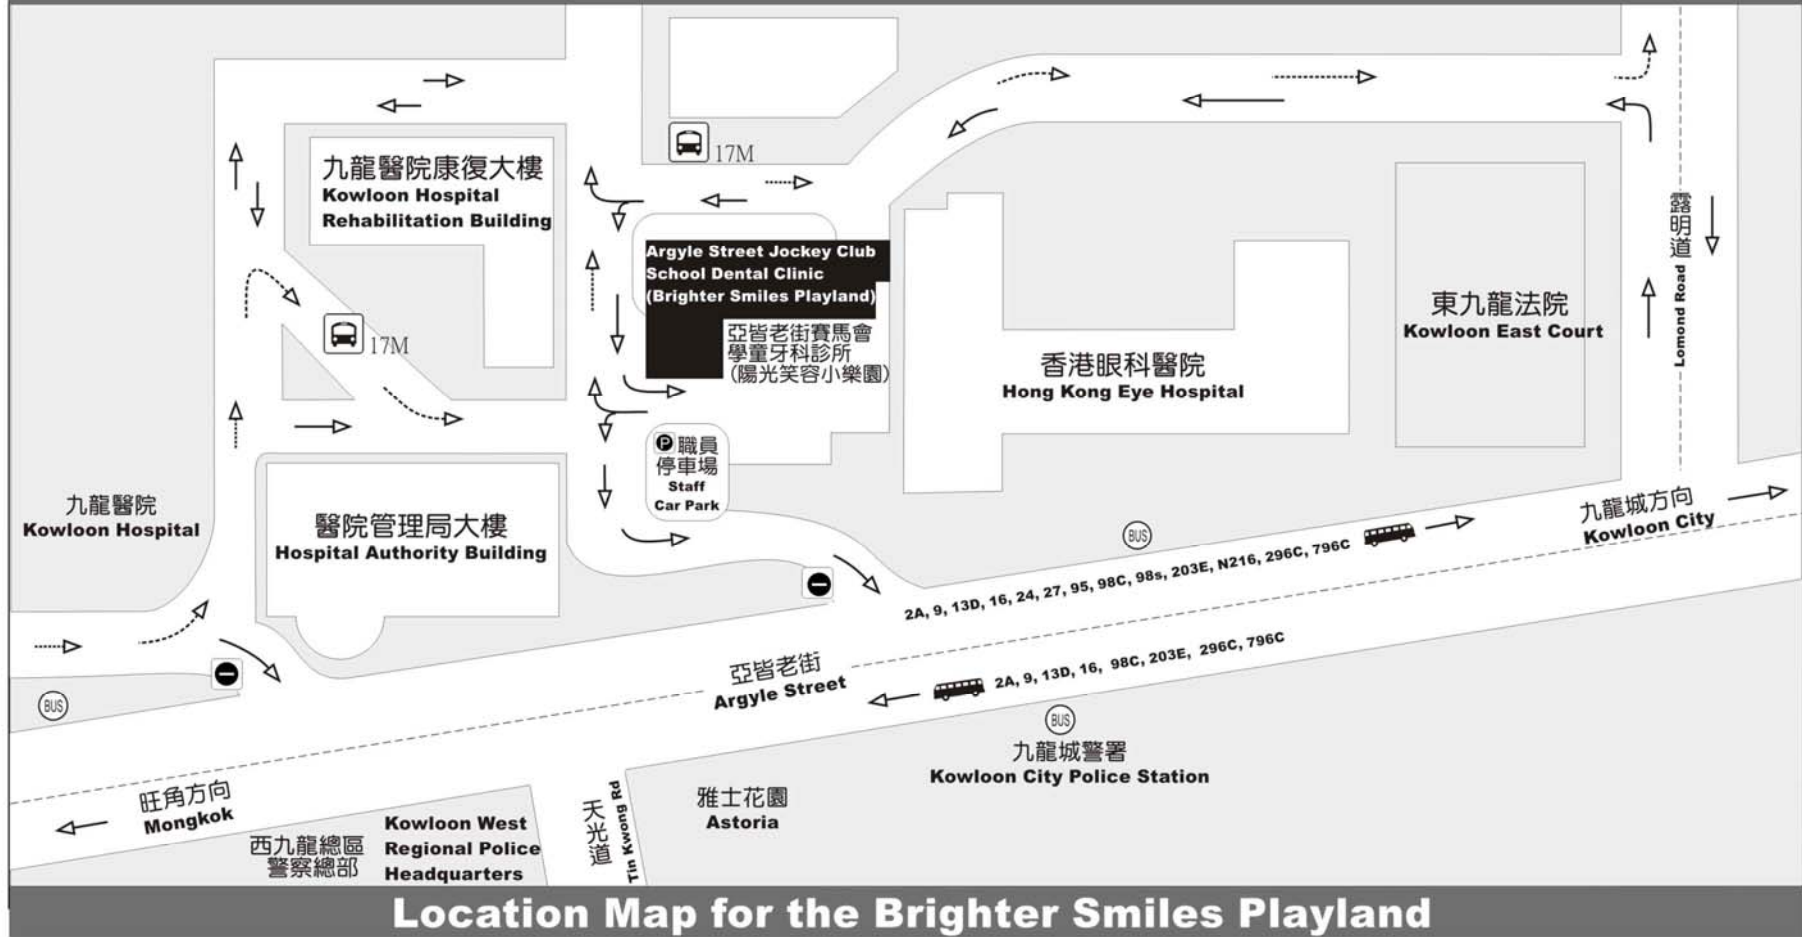 17M
九龍醫院康復大樓
Kowloon Hospital
Rehabilitation Building
17M
Argyle Street Jockey Club
School Dental Clinic
(Brighter Smiles Playland)
亞皆老街賽馬會
學童牙科診所
(陽光笑容小樂園)
香港眼科醫院
Hong Kong Eye Hospital
東九龍法院
Kowloon East Court
露明道
Lomond Road
P 職員
停車場
Staff
Car Park
九龍醫院
Kowloon Hospital
醫院管理局大樓
Hospital Authority Building
九龍城方向
Kowloon City
BUS
2A, 9, 13D, 16, 24, 27, 95, 98C, 98s, 203E, N216, 296C, 796C
亞皆老街
Argyle Street
2A, 9, 13D, 16, 98C, 203E, 296C, 796C
BUS
BUS
九龍城警署
Kowloon City Police Station
旺角方向
Mongkok
西九龍總區
警察總部
Kowloon West
Regional Police
Headquarters
天光道
Tin Kwong Rd
雅士花園
Astoria
Location Map for the Brighter Smiles Playland